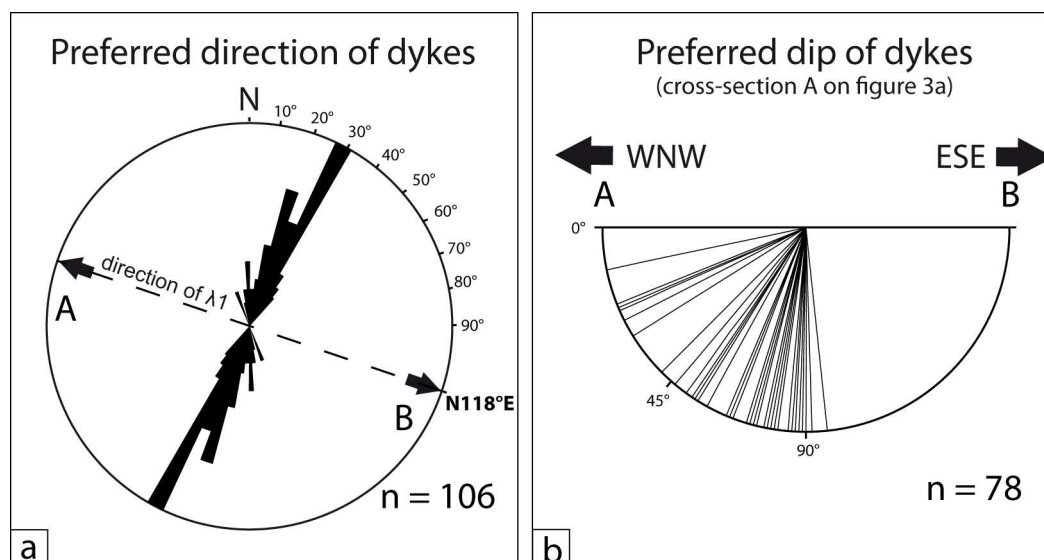 Preferred direction of dykes
N
10°
20°
30°
40°
50°
60°
70°
80°
90°
direction of λ1
A
B
N118°E
n = 106
a
Preferred dip of dykes
(cross-section A on figure 3a)
WNW
ESE
A
B
0°
45°
90°
n = 78
b